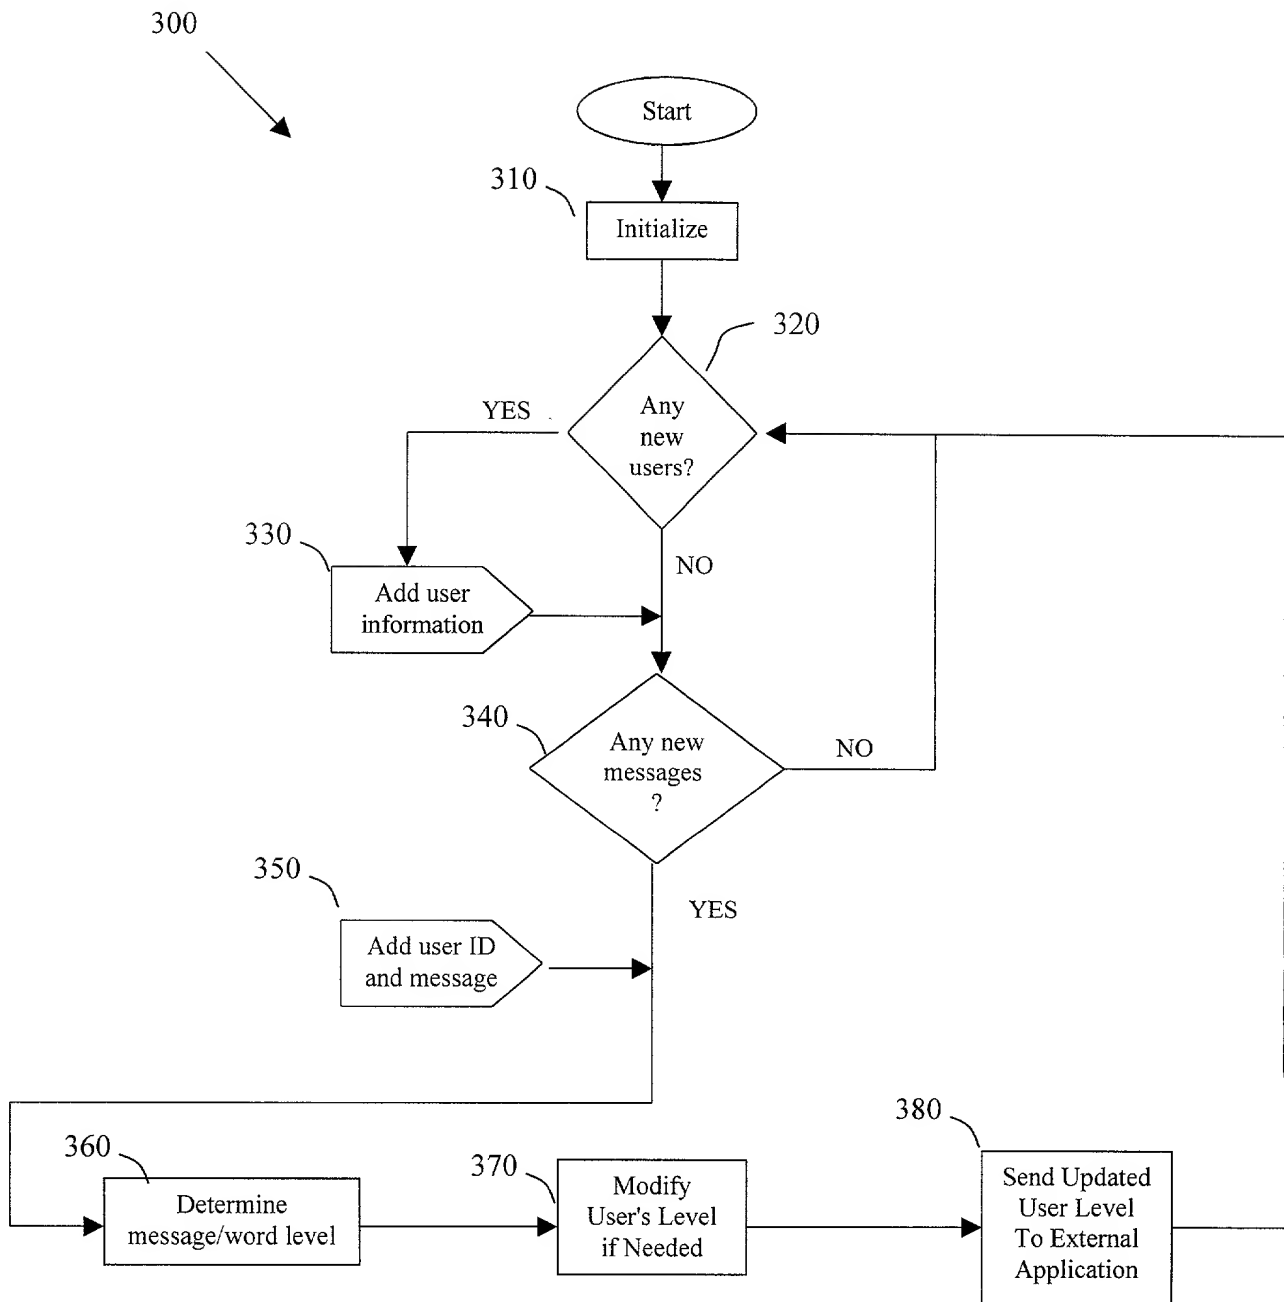 300
Start
310
Initialize
320
Any
new
users?
YES
NO
330
Add user
information
340
Any new
messages
?
NO
350
YES
Add user ID
and message
360
Determine
message/word level
370
Modify
User's Level
if Needed
380
Send Updated
User Level
To External
Application